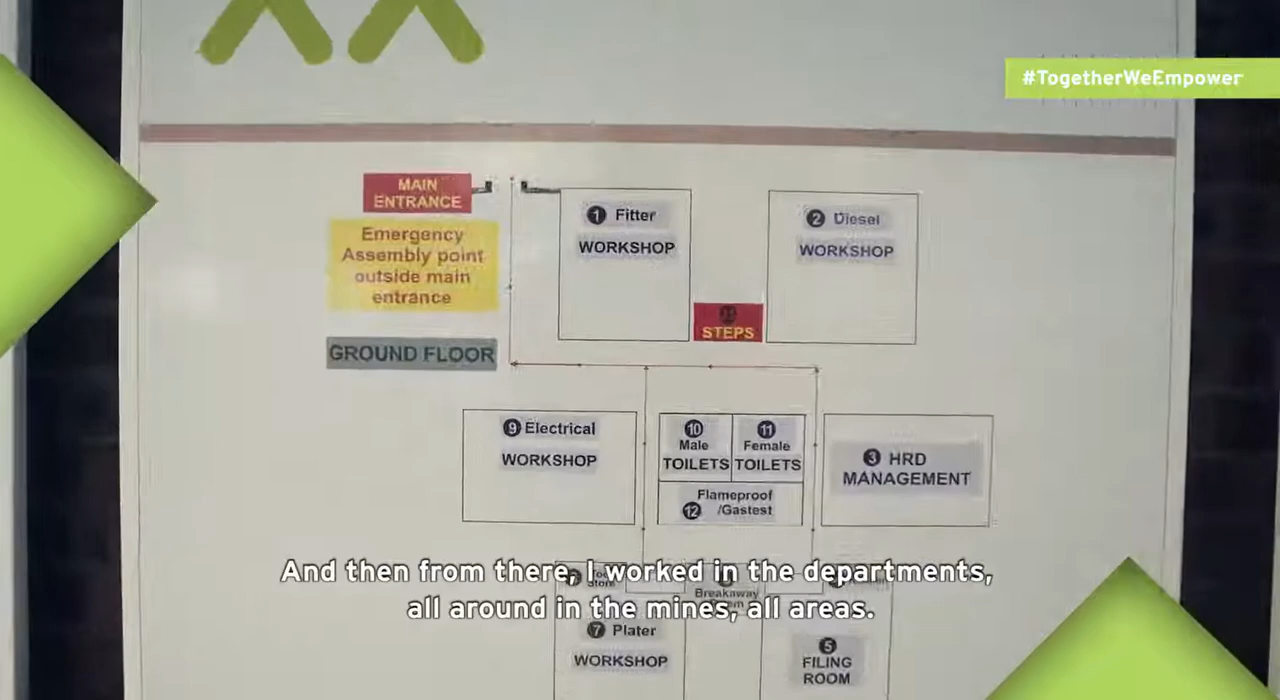 #TogetherWeEmpower
MAIN
ENTRANCE
Emergency
Assembly point
outside main
entrance
GROUND FLOOR
1 Fitter
WORKSHOP
2 Diesel
WORKSHOP
STEPS
9 Electrical
WORKSHOP
10
Male
TOILETS
11
Female
TOILETS
Flameproof
12 /Gastest
3 HRD
MANAGEMENT
And then from there, I worked in the departments,
all around in the mines, all areas.
Store
Breakaway
7 Plater
WORKSHOP
5
FILING
ROOM